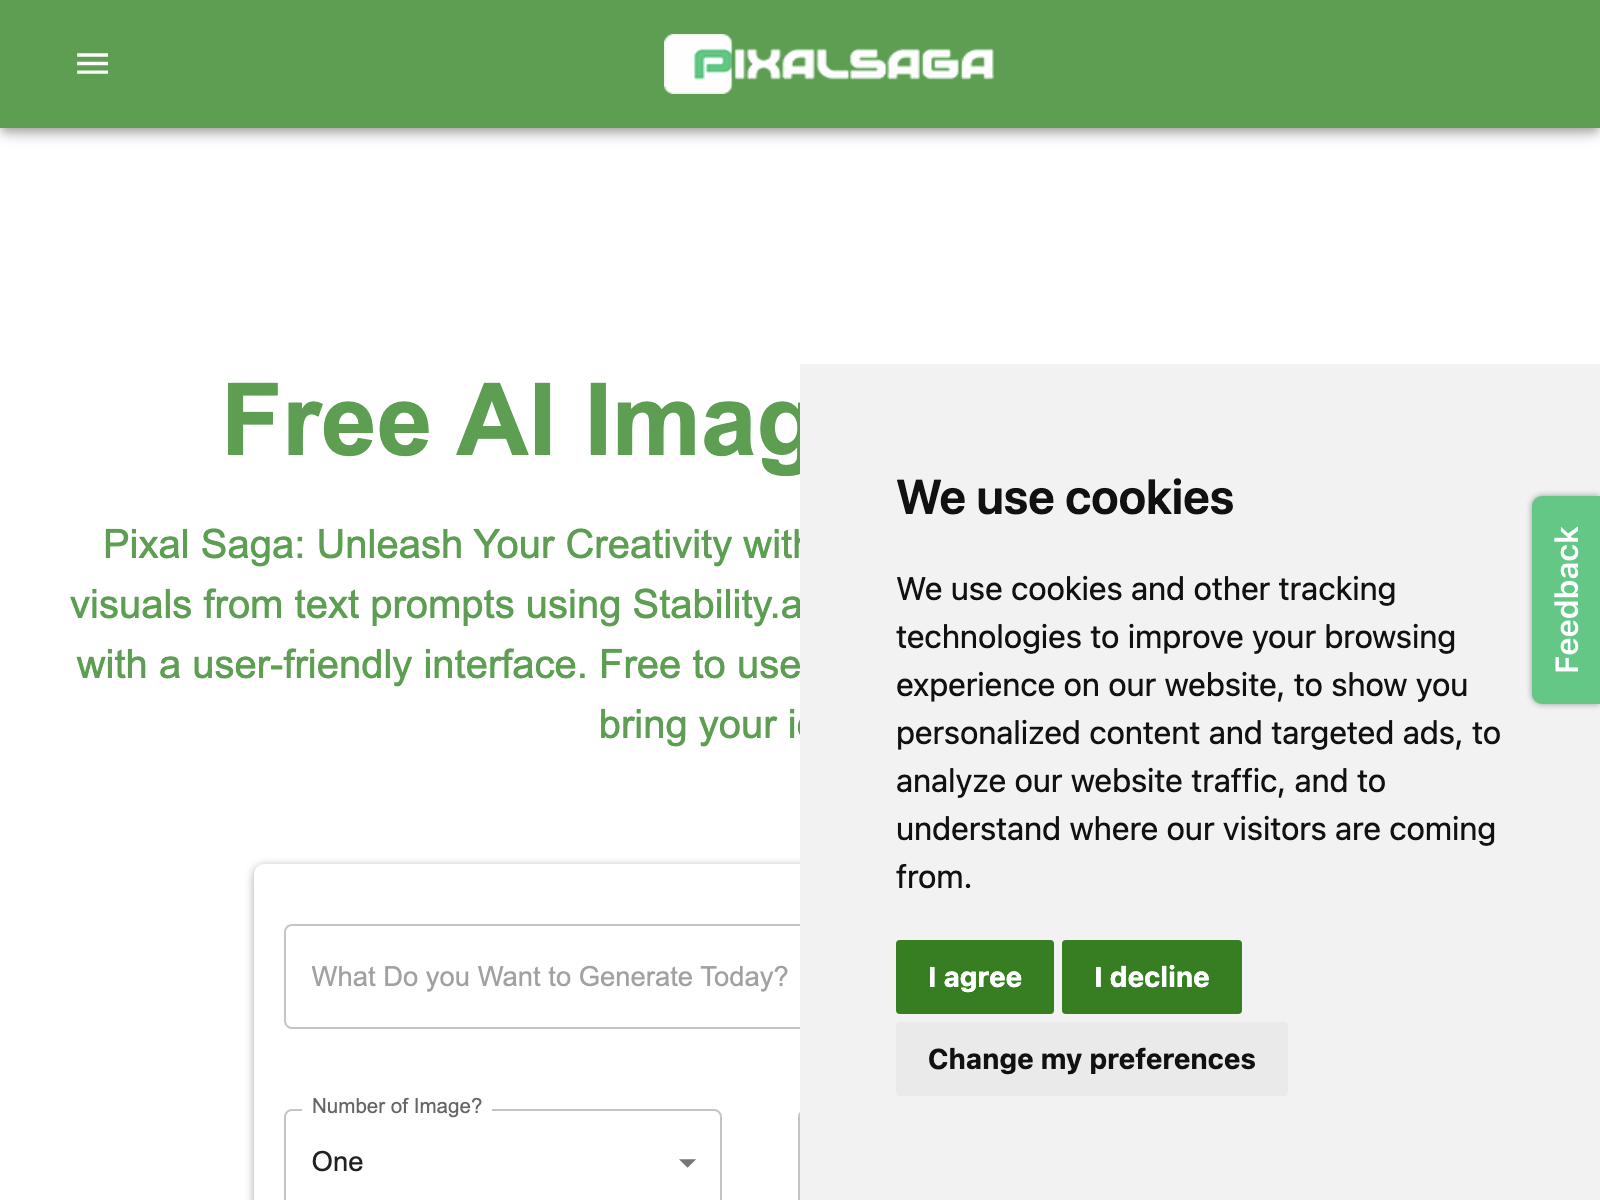 PIXALSAGA
Free AI Imag
Pixal Saga: Unleash Your Creativity with
visuals from text prompts using Stability.a
with a user-friendly interface. Free to use
bring your
What Do you Want to Generate Today?
Number of Image?
One
We use cookies
We use cookies and other tracking
technologies to improve your browsing
experience on our website, to show you
personalized content and targeted ads, to
analyze our website traffic, and to
understand where our visitors are coming
from.
I agree
I decline
Change my preferences
Feedback